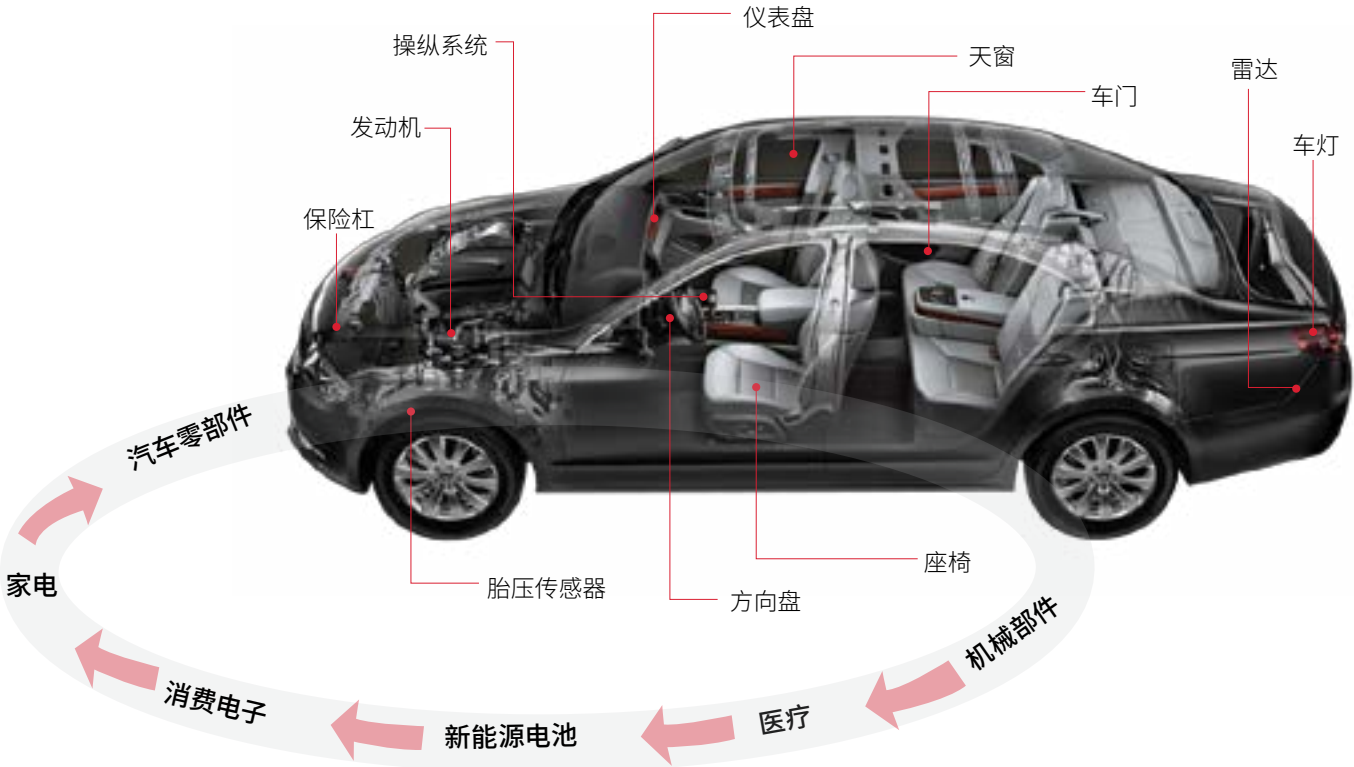 仪表盘
操纵系统
天窗
雷达
车门
发动机
车灯
保险杠
汽车零部件
座椅
家电
胎压传感器
方向盘
机械部件
消费电子
医疗
新能源电池